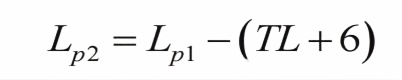 L_{p2} = L_{p1} - (TL + 6)